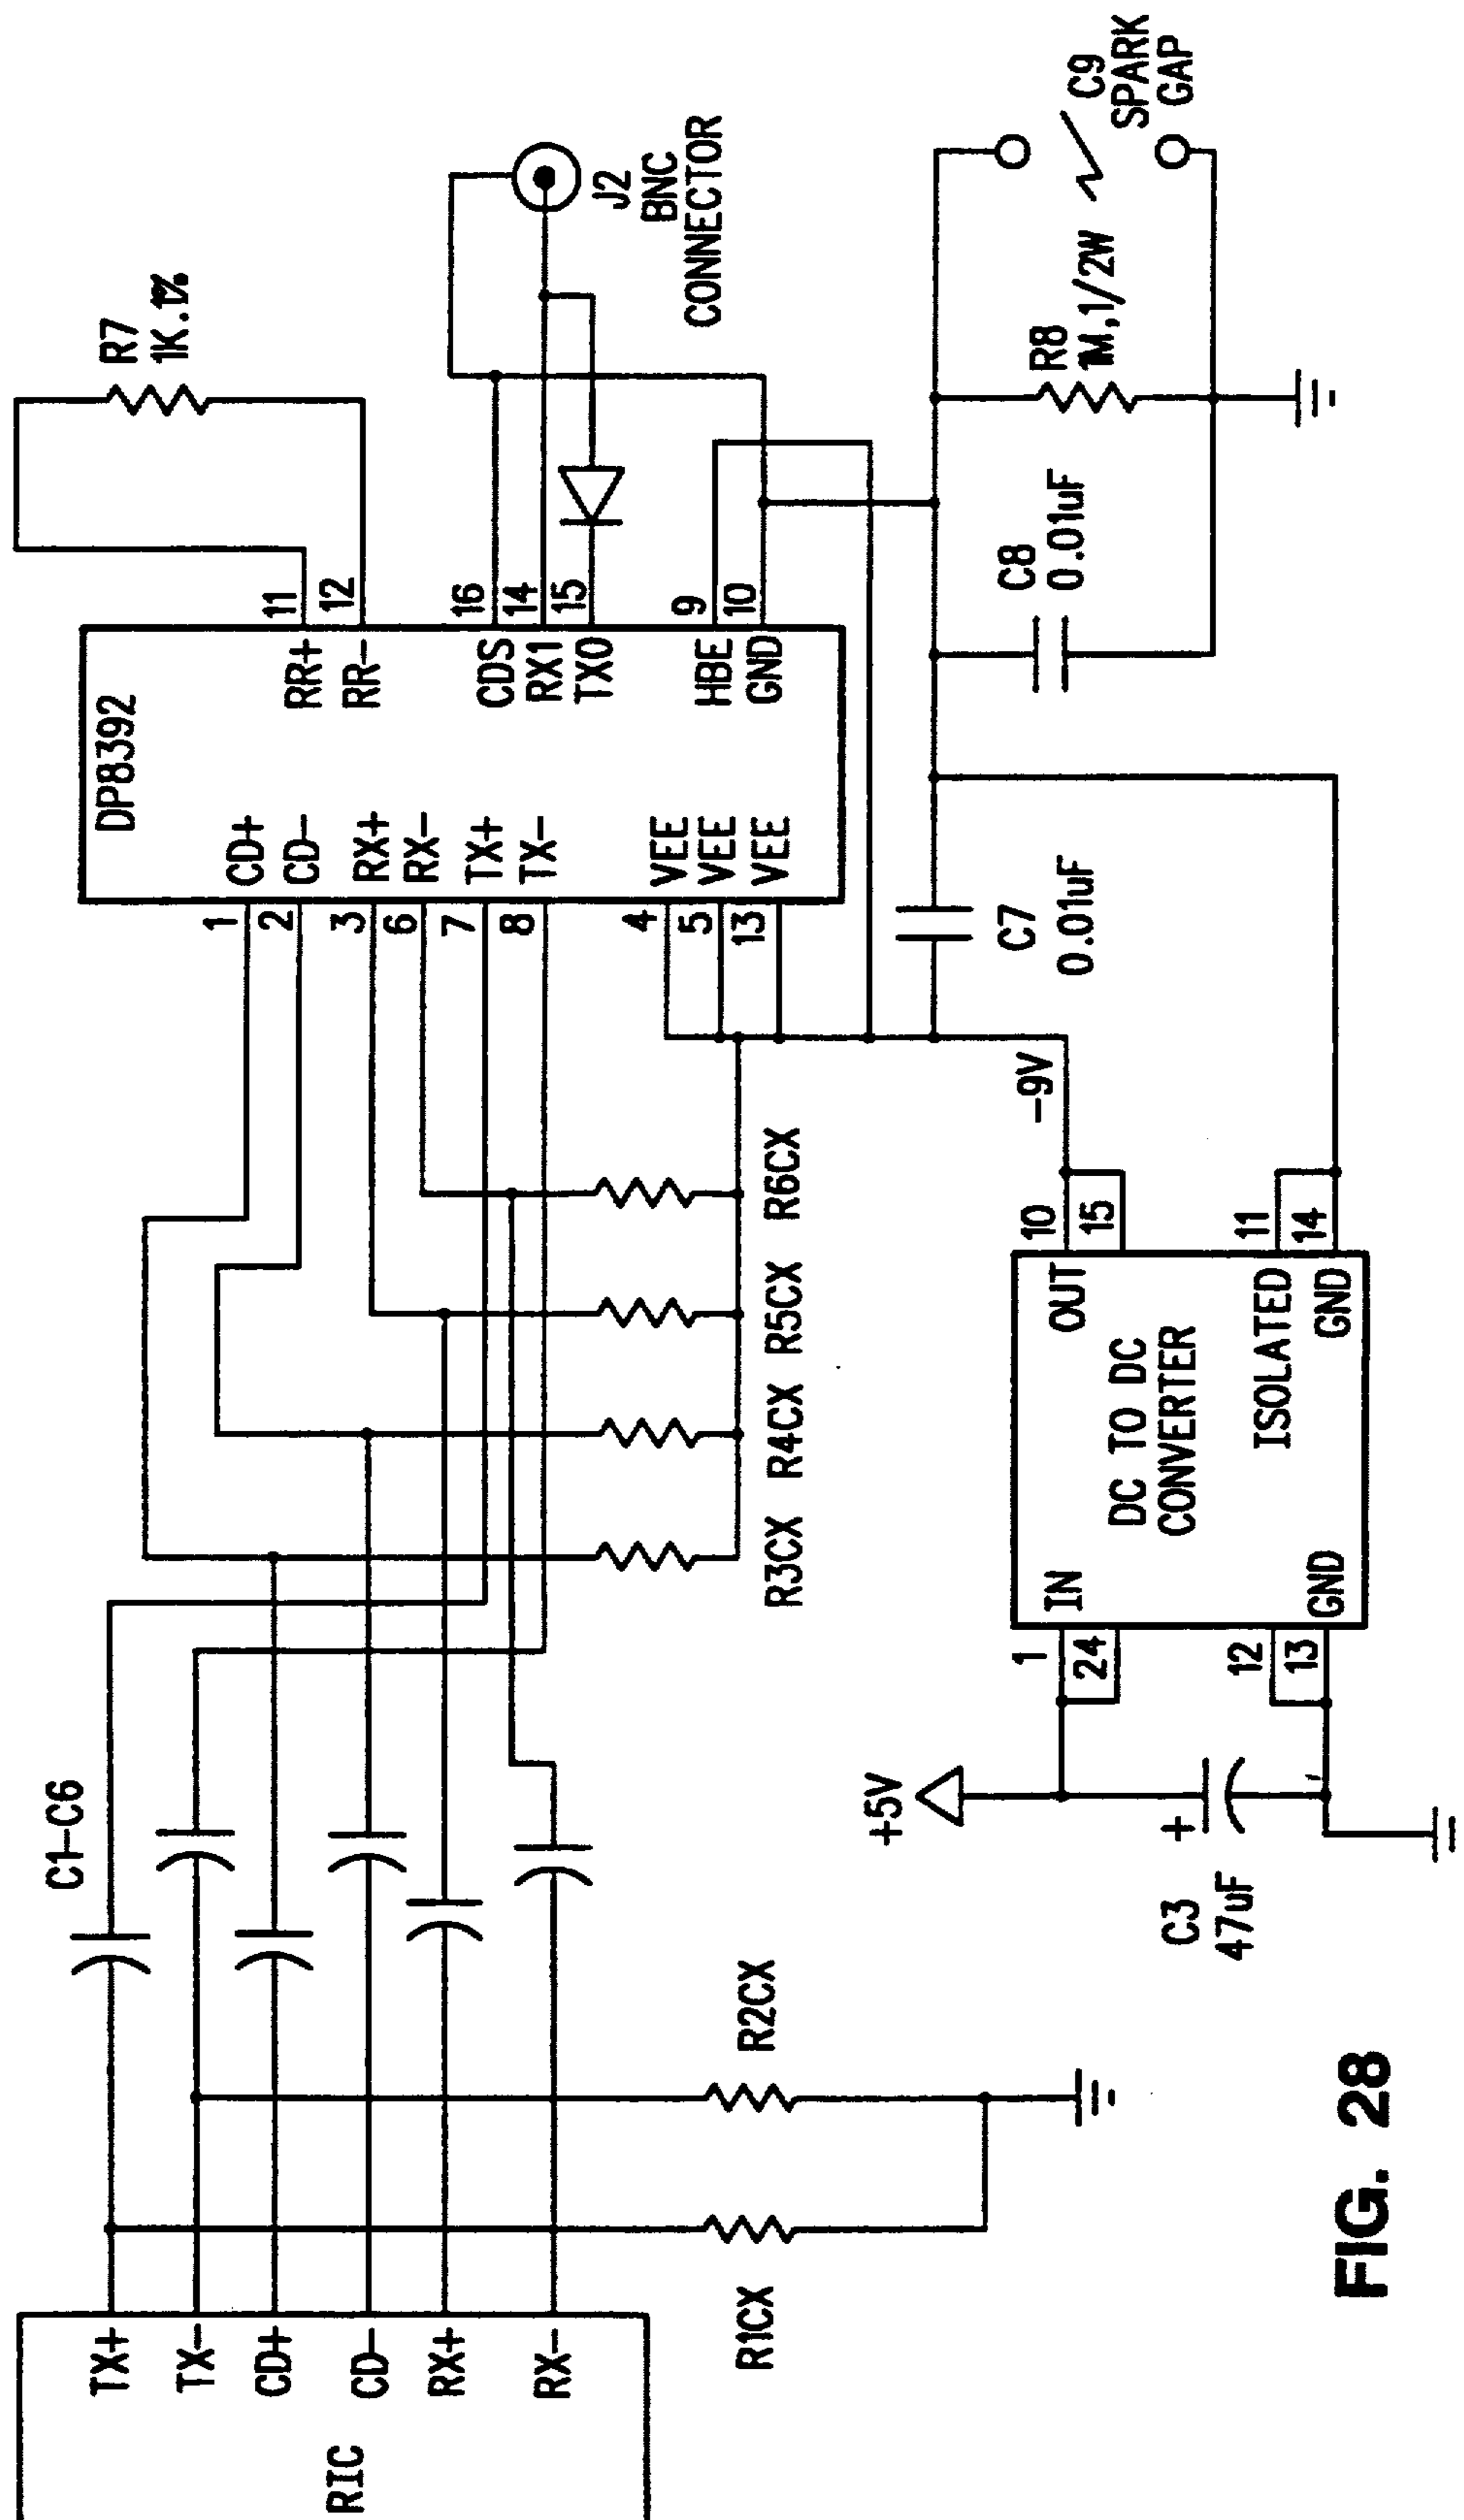 RIC
TX+
TX-
CD+
CD-
RX+
RX-
C1-C6
R1CX
R2CX
R3CX R4CX R5CX R6CX
DP8392
1
CD+
2
CD-
3
RX+
6
RX-
7
TX+
8
TX-
4
VEE
5
VEE
13
VEE
RR+
11
RR-
12
CDS
16
RX1
14
TXO
15
HBE
9
GND
10
R7
1K.1%
J2
BNC
CONNECTOR
C7
0.01uF
C8
0.01uF
R8
1M,1/2W
C9
SPARK
GAP
-9V
+5V
C3
47uF
+
1
IN
24
12
13
GND
DC TO DC
CONVERTER
OUT
10
15
ISOLATED
11
GND
14
FIG. 28